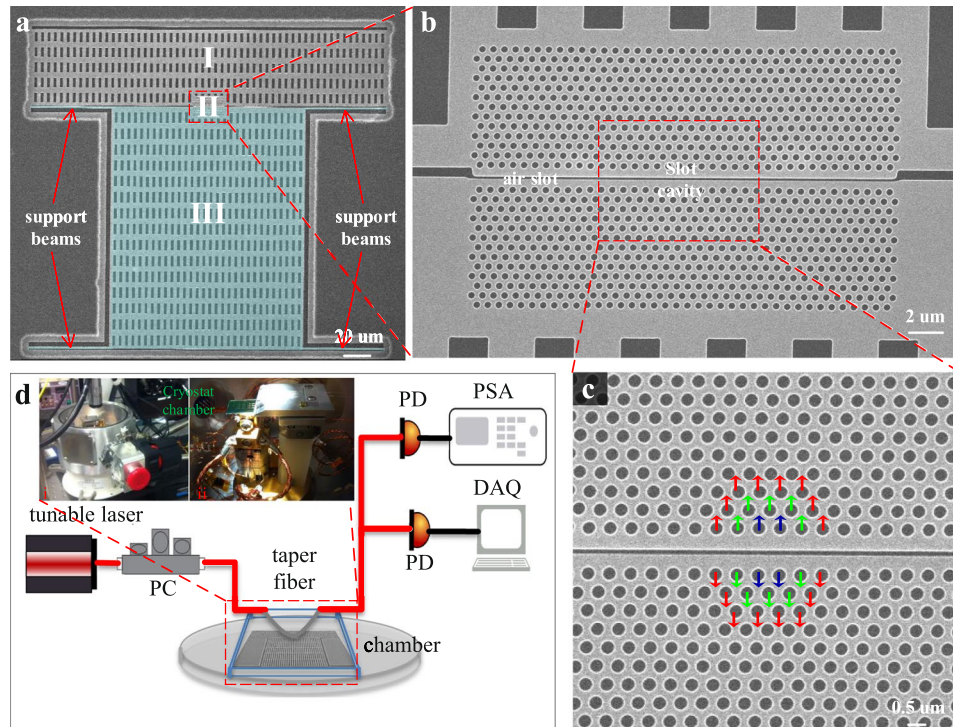 a
I
II
III
support
beams
support
beams
20 um
b
air slot
Slot
cavity
2 um
c
0.5 um
d
Cryostat
chamber
PD
PSA
DAQ
PD
tunable laser
PC
taper
fiber
chamber